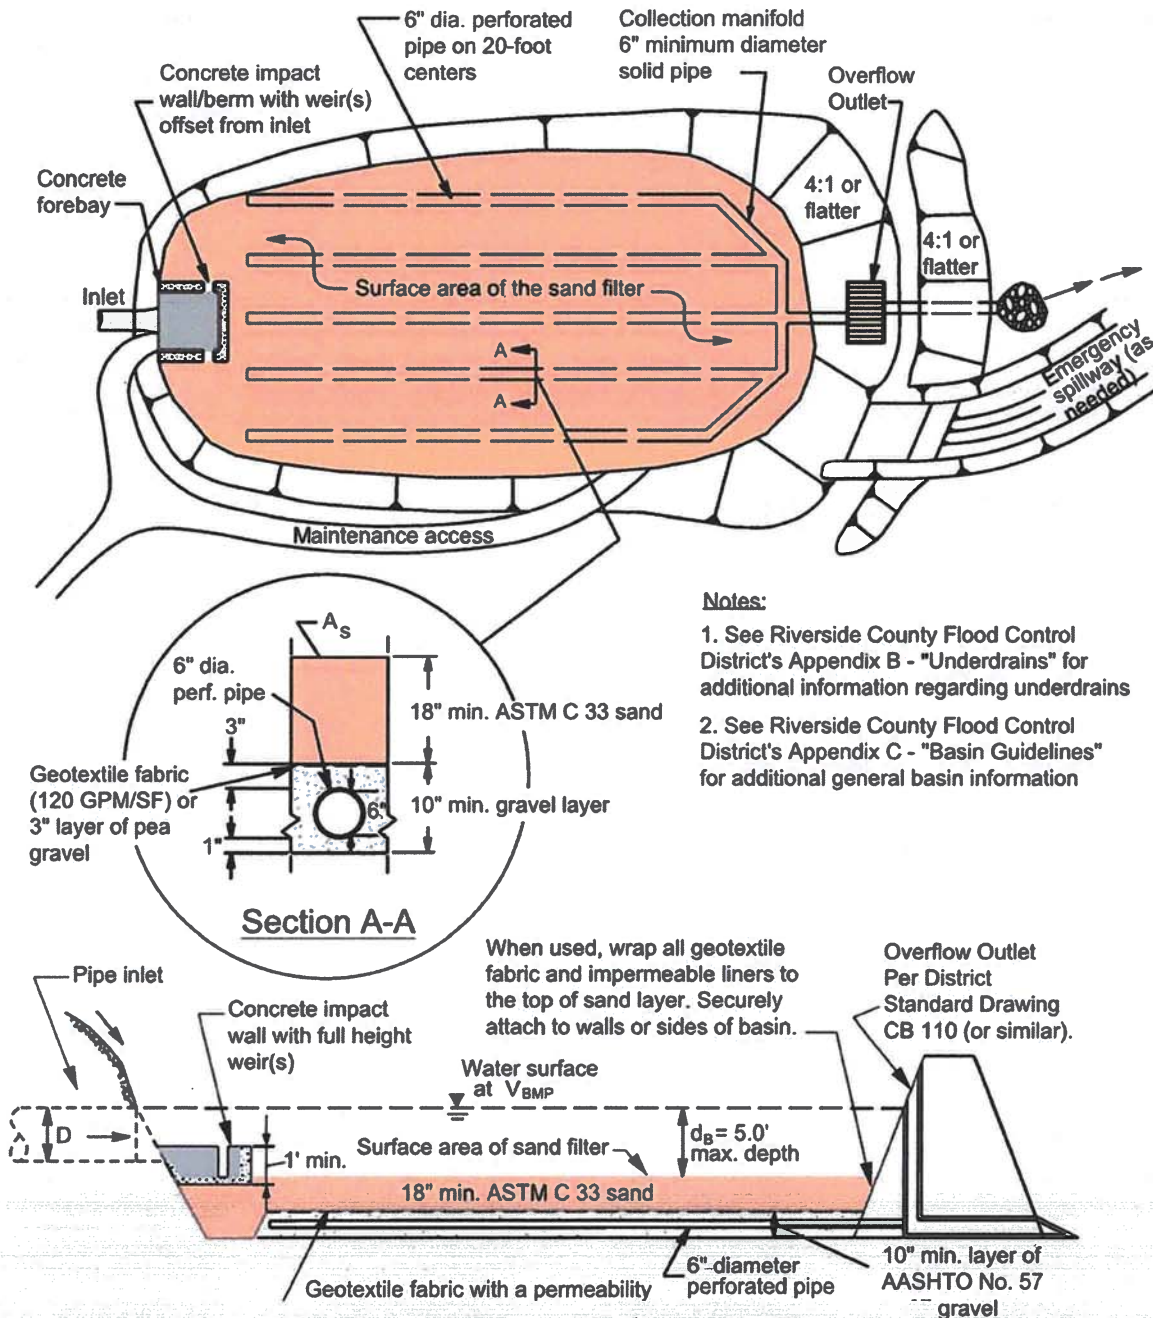 6" dia. perforated
pipe on 20-foot
centers
Collection manifold
6" minimum diameter
solid pipe
Concrete impact
wall/berm with weir(s)
offset from inlet
Overflow
Outlet
Concrete
forebay
4:1 or
flatter
4:1 or
flatter
Inlet
Surface area of the sand filter
A
A
Emergency
spillway (as
needed)
Maintenance access
A_s
6" dia.
perf. pipe
3"
18" min. ASTM C 33 sand
Geotextile fabric
(120 GPM/SF) or
3" layer of pea
gravel
6"
10" min. gravel layer
1"
Section A-A
Notes:
1. See Riverside County Flood Control
District's Appendix B - "Underdrains" for
additional information regarding underdrains
2. See Riverside County Flood Control
District's Appendix C - "Basin Guidelines"
for additional general basin information
Pipe inlet
Concrete impact
wall with full height
weir(s)
When used, wrap all geotextile
fabric and impermeable liners to
the top of sand layer. Securely
attach to walls or sides of basin.
Overflow Outlet
Per District
Standard Drawing
CB 110 (or similar).
Water surface
at V_BMP
D
1' min.
Surface area of sand filter
d_B= 5.0'
max. depth
18" min. ASTM C 33 sand
Geotextile fabric with a permeability
6"-diameter
perforated pipe
10" min. layer of
AASHTO No. 57
gravel